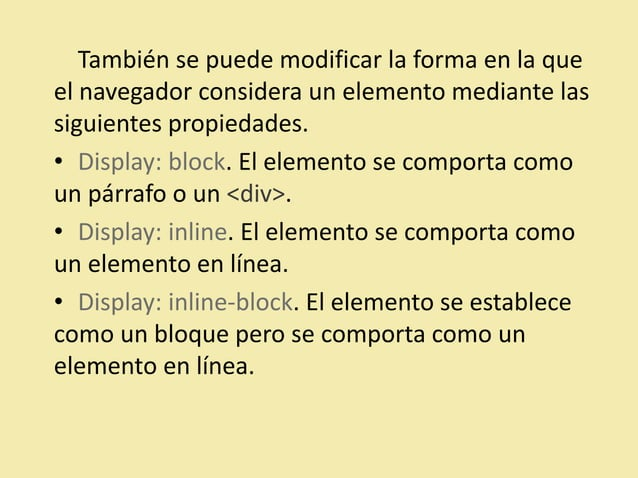 También se puede modificar la forma en la que
el navegador considera un elemento mediante las
siguientes propiedades.
• Display: block. El elemento se comporta como
un párrafo o un <div>.
• Display: inline. El elemento se comporta como
un elemento en línea.
• Display: inline-block. El elemento se establece
como un bloque pero se comporta como un
elemento en línea.